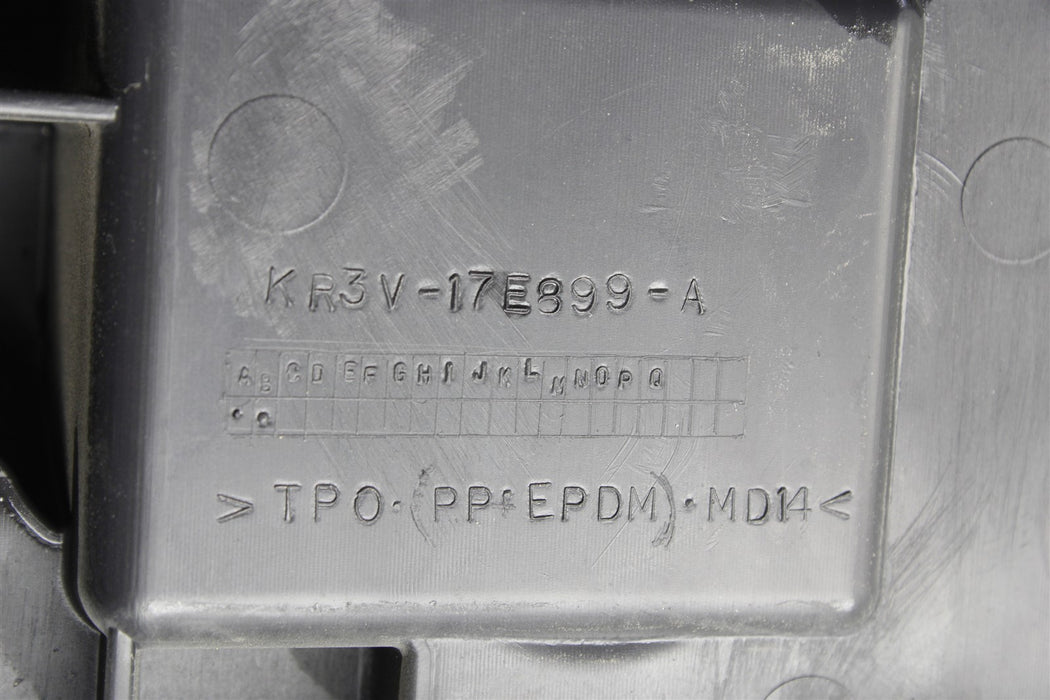 KR3V-17E899-A
A B C D E F G H I J K L M N O P Q
>TPO·(PP+EPDM)·MD14<